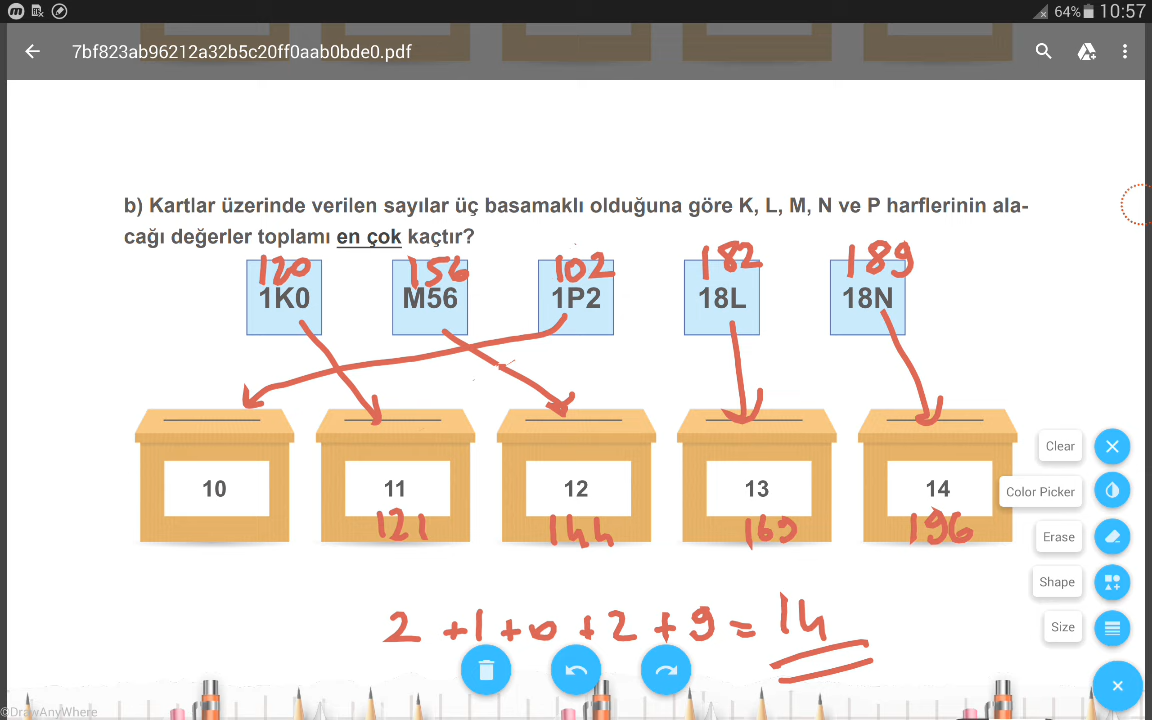 64% 10:57
7bf823ab96212a32b5c20ff0aab0bde0.pdf
b) Kartlar üzerinde verilen sayılar üç basamaklı olduğuna göre K, L, M, N ve P harflerinin ala-
cağı değerler toplamı en çok kaçtır?
120 156 102 182 189
1K0 M56 1P2 18L 18N
Clear
10 11 12 13 14
Color Picker
121 144 169 196
Erase
Shape
2 + 1 + 0 + 2 + 9 = 14
Size
©DrawAnyWhere